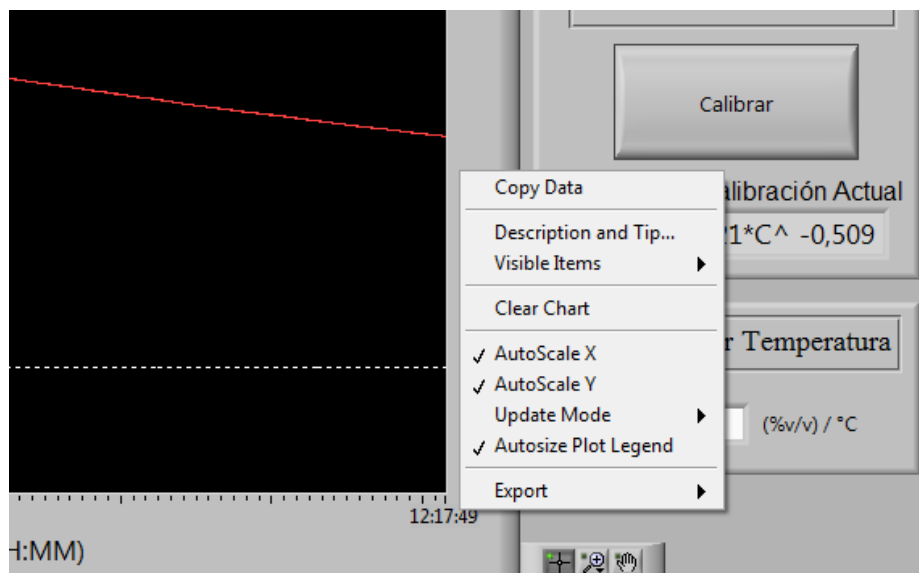 Calibrar
Copy Data
alibración Actual
Description and Tip...
21*C^ -0,509
Visible Items
Clear Chart
r Temperatura
AutoScale X
AutoScale Y
Update Mode
(%v/v) / °C
Autosize Plot Legend
Export
12:17:49
H:MM)